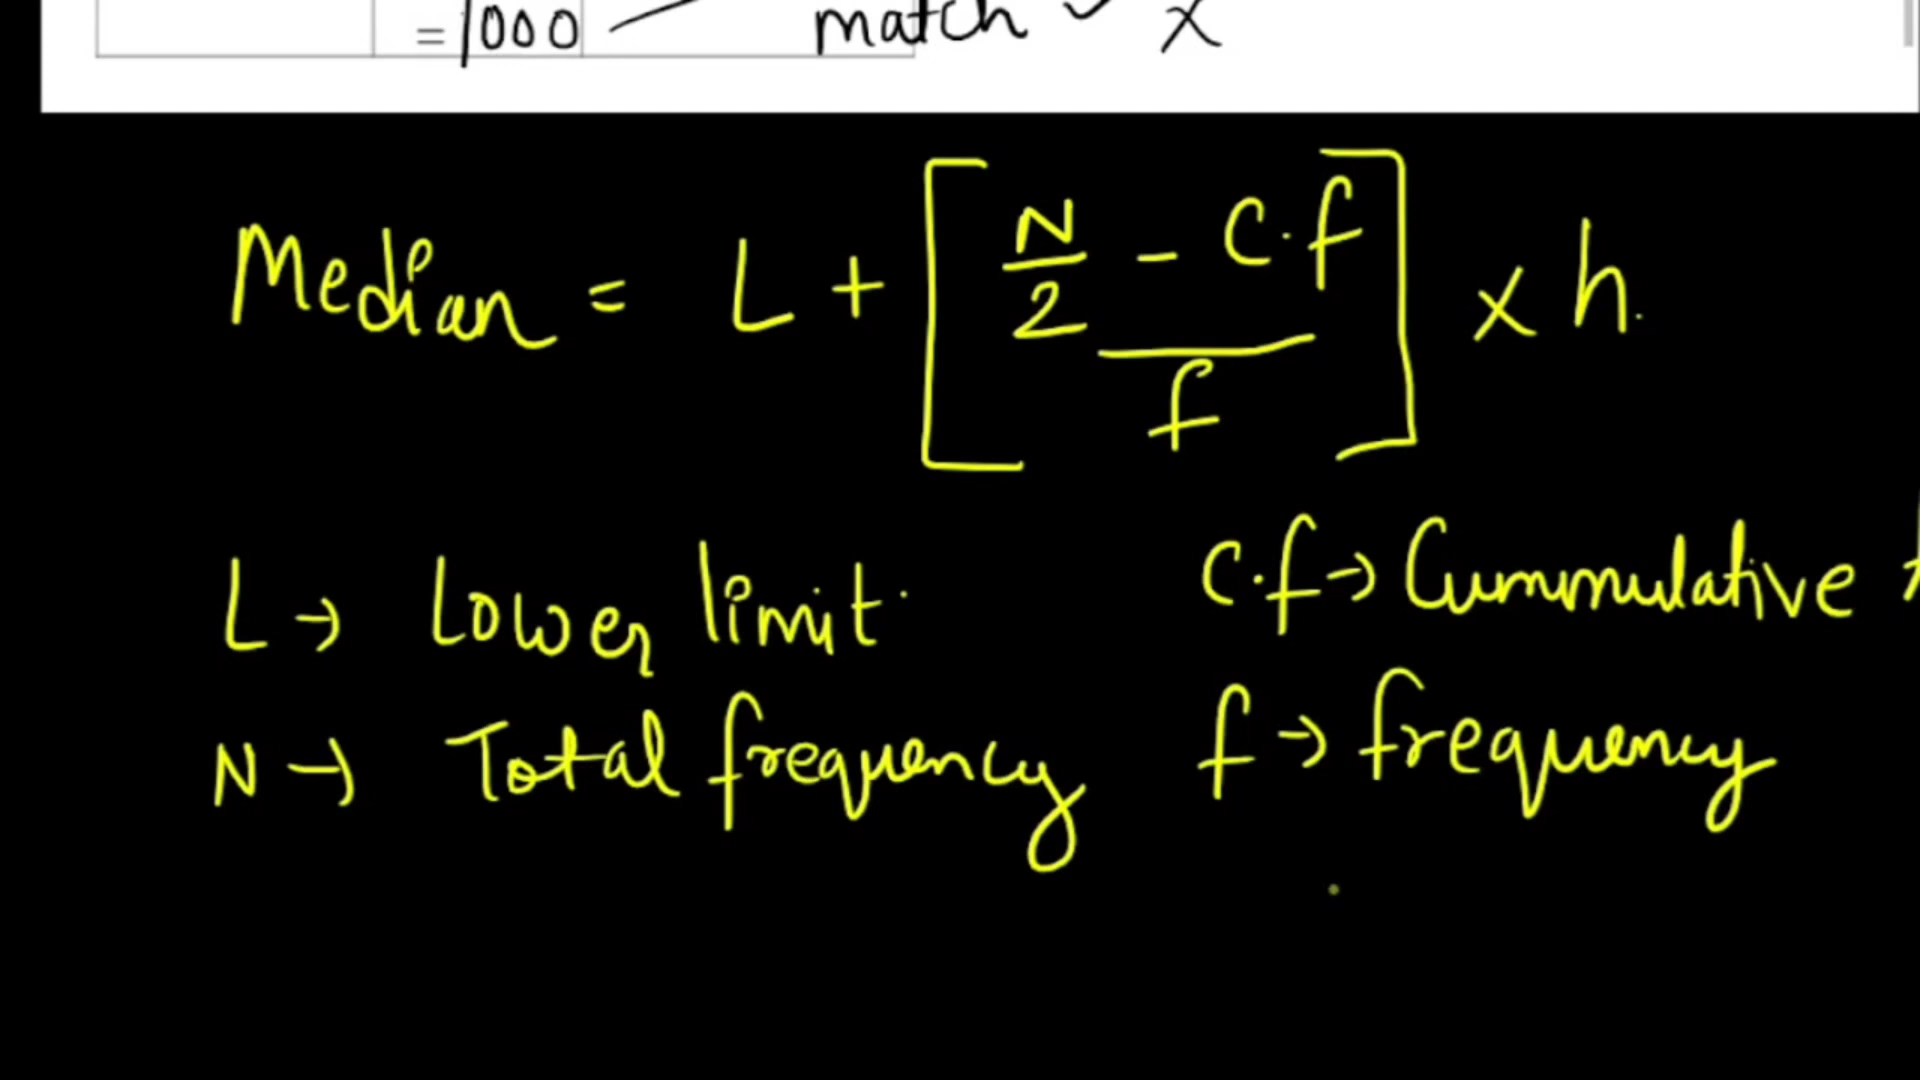 =1000 match x
Median = L + [N/2 - C.f / f] x h.
L → Lower limit. C.f → Cummulative
N → Total frequency f → frequency